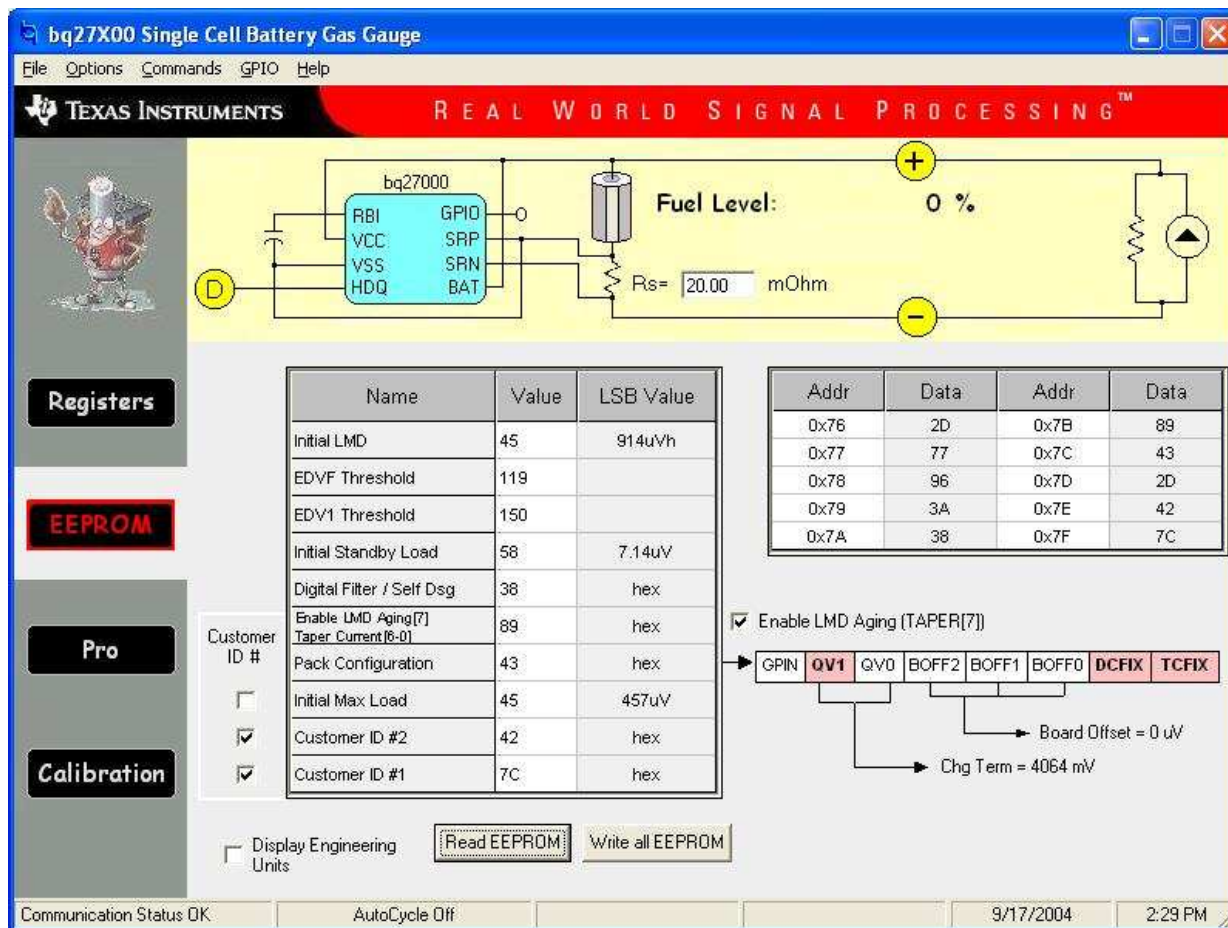 bq27X00 Single Cell Battery Gas Gauge
File Options Commands GPIO Help
TEXAS INSTRUMENTS REAL WORLD SIGNAL PROCESSING™
bq27000
RBI GPIO
VCC SRP
VSS SRN
HDQ BAT
D
+
Fuel Level: 0 %
Rs= 20.00 mOhm
−
Registers
EEPROM
Pro
Calibration
Name Value LSB Value
Initial LMD 45 914uVh
EDVF Threshold 119
EDV1 Threshold 150
Initial Standby Load 58 7.14uV
Digital Filter / Self Dsg 38 hex
Enable LMD Aging[7]
Taper Current[6-0] 89 hex
Pack Configuration 43 hex
Initial Max Load 45 457uV
Customer ID #2 42 hex
Customer ID #1 7C hex
Customer
ID #
Addr Data Addr Data
0x76 2D 0x7B 89
0x77 77 0x7C 43
0x78 96 0x7D 2D
0x79 3A 0x7E 42
0x7A 38 0x7F 7C
Enable LMD Aging (TAPER[7])
GPIN QV1 QV0 BOFF2 BOFF1 BOFF0 DCFIX TCFIX
Board Offset = 0 uV
Chg Term = 4064 mV
Display Engineering
Units
Read EEPROM Write all EEPROM
Communication Status OK AutoCycle Off 9/17/2004 2:29 PM